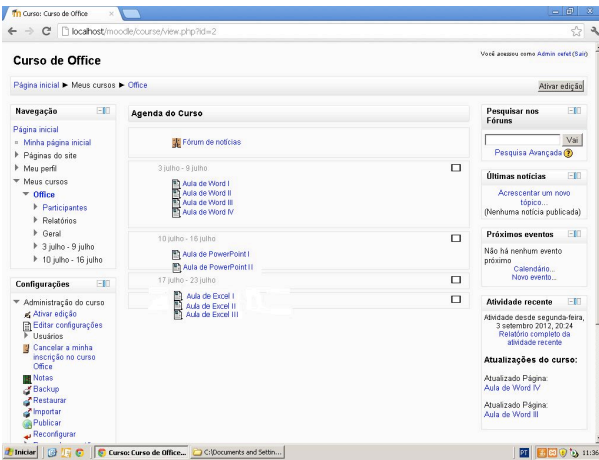 Curso: Curso de Office
localhost/moodle/course/view.php?id=2
Curso de Office
Você acessou como Admin cefet (Sair)
Página inicial ► Meus cursos ► Office
Ativar edição
Navegação
Página inicial
Minha página inicial
Páginas do site
Meu perfil
Meus cursos
Office
Participantes
Relatórios
Geral
3 julho - 9 julho
10 julho - 16 julho
Configurações
Administração do curso
Ativar edição
Editar configurações
Usuários
Cancelar a minha
inscrição no curso
Office
Notas
Backup
Restaurar
Importar
Publicar
Reconfigurar
Agenda do Curso
Fórum de notícias
3 julho - 9 julho
Aula de Word I
Aula de Word II
Aula de Word III
Aula de Word IV
10 julho - 16 julho
Aula de PowerPoint I
Aula de PowerPoint II
17 julho - 23 julho
Aula de Excel I
Aula de Excel II
Aula de Excel III
Pesquisar nos
Fóruns
Vai
Pesquisa Avançada
Últimas notícias
Acrescentar um novo
tópico...
(Nenhuma notícia publicada)
Próximos eventos
Não há nenhum evento
próximo
Calendário...
Novo evento...
Atividade recente
Atividade desde segunda-feira,
3 setembro 2012, 20:24
Relatório completo da
atividade recente
Atualizações do curso:
Atualizado Página:
Aula de Word IV
Atualizado Página:
Aula de Word III
Iniciar
Curso: Curso de Office...
C:\Documents and Settin...
PT
11:36